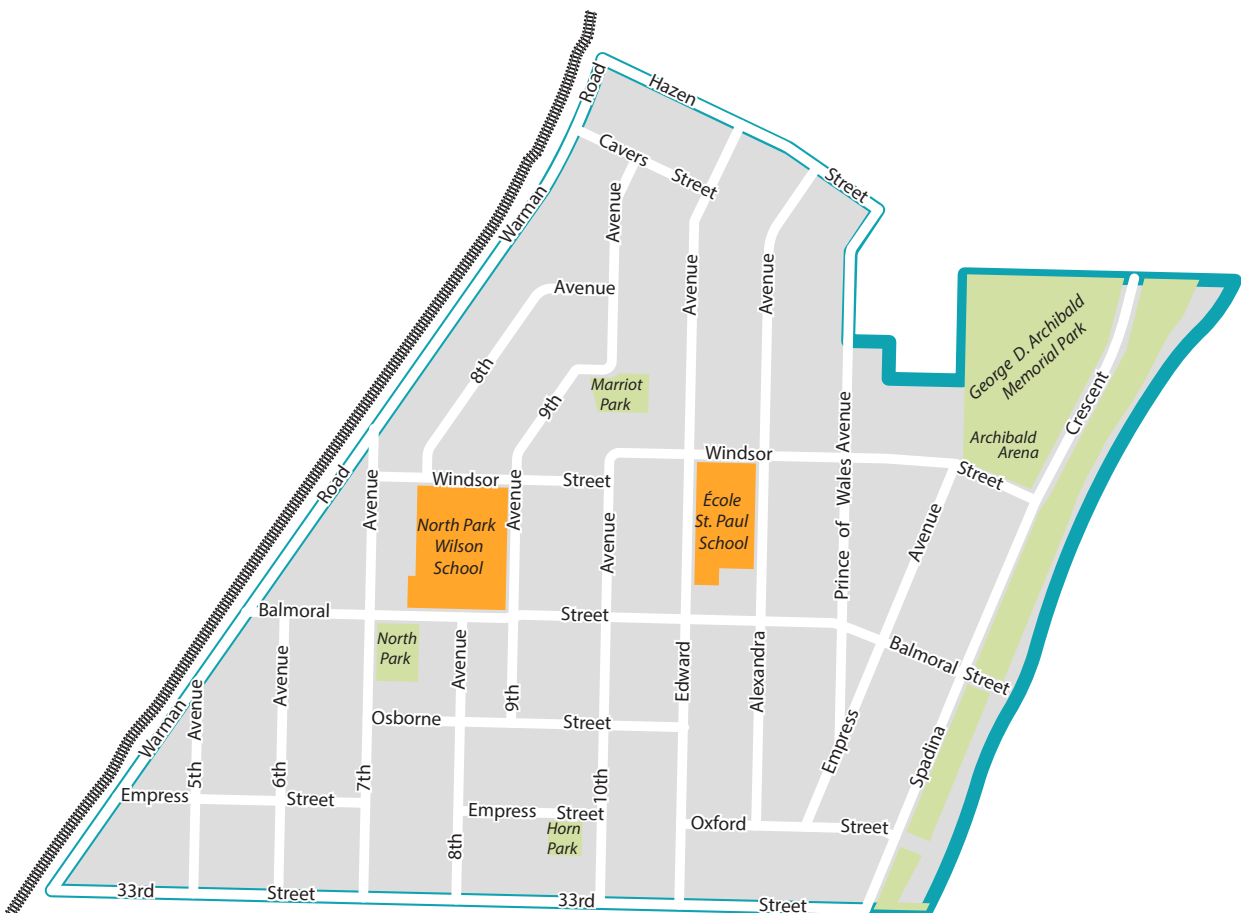 Hazen
Street
Road
Cavers
Street
Warman
Avenue
Avenue
Avenue
Avenue
8th
9th
Marriot
Park
George D. Archibald
Memorial Park
Archibald
Arena
Crescent
Prince of Wales Avenue
Windsor
Street
Windsor
Street
Road
Avenue
Avenue
Avenue
Avenue
North Park
Wilson
School
École
St. Paul
School
Balmoral
Street
Balmoral Street
North
Park
Avenue
Avenue
Avenue
9th
Edward
Alexandra
Osborne
Street
Warman
Empress
Spadina
5th
6th
7th
10th
Empress
Street
Empress
Street
Oxford
Street
8th
Horn
Park
33rd
Street
33rd
Street